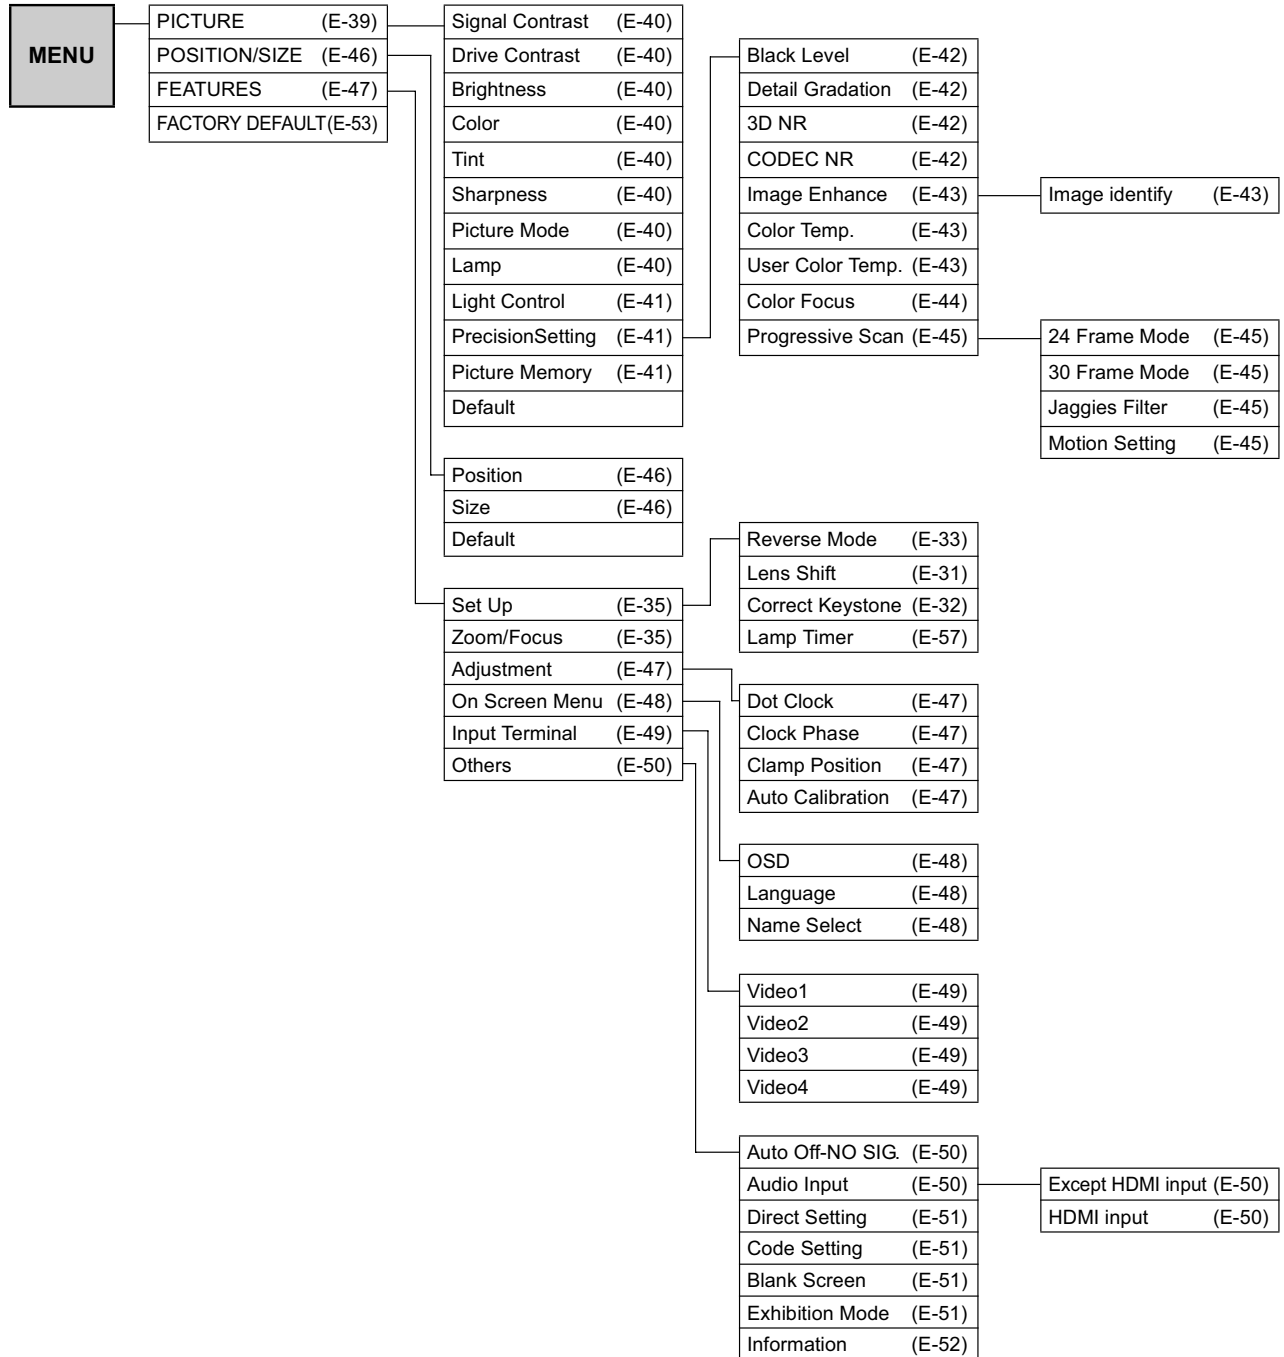 MENU
PICTURE (E-39)
POSITION/SIZE (E-46)
FEATURES (E-47)
FACTORY DEFAULT(E-53)
Signal Contrast (E-40)
Drive Contrast (E-40)
Brightness (E-40)
Color (E-40)
Tint (E-40)
Sharpness (E-40)
Picture Mode (E-40)
Lamp (E-40)
Light Control (E-41)
PrecisionSetting (E-41)
Picture Memory (E-41)
Default
Position (E-46)
Size (E-46)
Default
Set Up (E-35)
Zoom/Focus (E-35)
Adjustment (E-47)
On Screen Menu (E-48)
Input Terminal (E-49)
Others (E-50)
Black Level (E-42)
Detail Gradation (E-42)
3D NR (E-42)
CODEC NR (E-42)
Image Enhance (E-43)
Color Temp. (E-43)
User Color Temp. (E-43)
Color Focus (E-44)
Progressive Scan (E-45)
Reverse Mode (E-33)
Lens Shift (E-31)
Correct Keystone (E-32)
Lamp Timer (E-57)
Dot Clock (E-47)
Clock Phase (E-47)
Clamp Position (E-47)
Auto Calibration (E-47)
OSD (E-48)
Language (E-48)
Name Select (E-48)
Video1 (E-49)
Video2 (E-49)
Video3 (E-49)
Video4 (E-49)
Auto Off-NO SIG. (E-50)
Audio Input (E-50)
Direct Setting (E-51)
Code Setting (E-51)
Blank Screen (E-51)
Exhibition Mode (E-51)
Information (E-52)
Image identify (E-43)
24 Frame Mode (E-45)
30 Frame Mode (E-45)
Jaggies Filter (E-45)
Motion Setting (E-45)
Except HDMI input (E-50)
HDMI input (E-50)